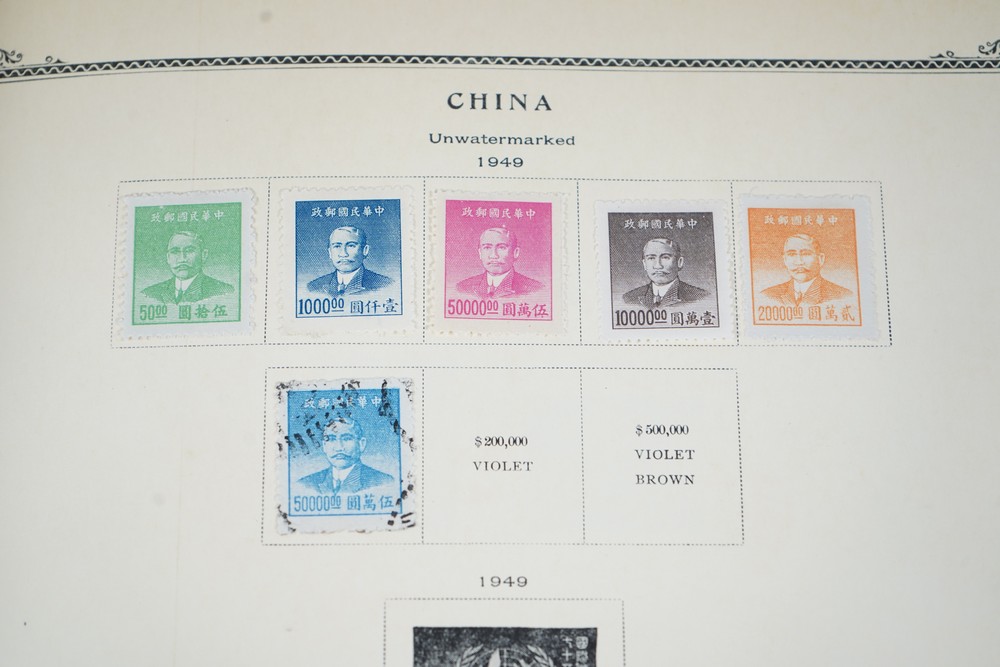 CHINA
Unwatermarked
1949
中華民國郵政
50 00 伍拾圓
中華民國郵政
1000 00 壹仟圓
中華民國郵政
50000 00 伍萬圓
中華民國郵政
10000 00 壹萬圓
中華民國郵政
20000 00 貳萬圓
中華民國郵政
50000 00 伍萬圓
$200,000
VIOLET
$500,000
VIOLET
BROWN
1949